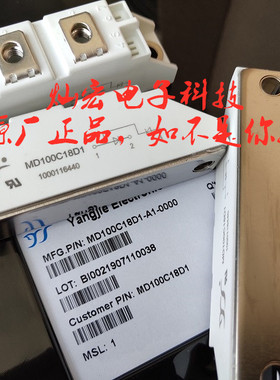 灿宏电子科技
原厂正品，如不是你
MD100C18D1
1000116440
Yangjie Electronic
MFG.P/N: MD100C18D1-A1-0000
LOT: BI0021907110038
Customer P/N: MD100C18D1
MSL: 1